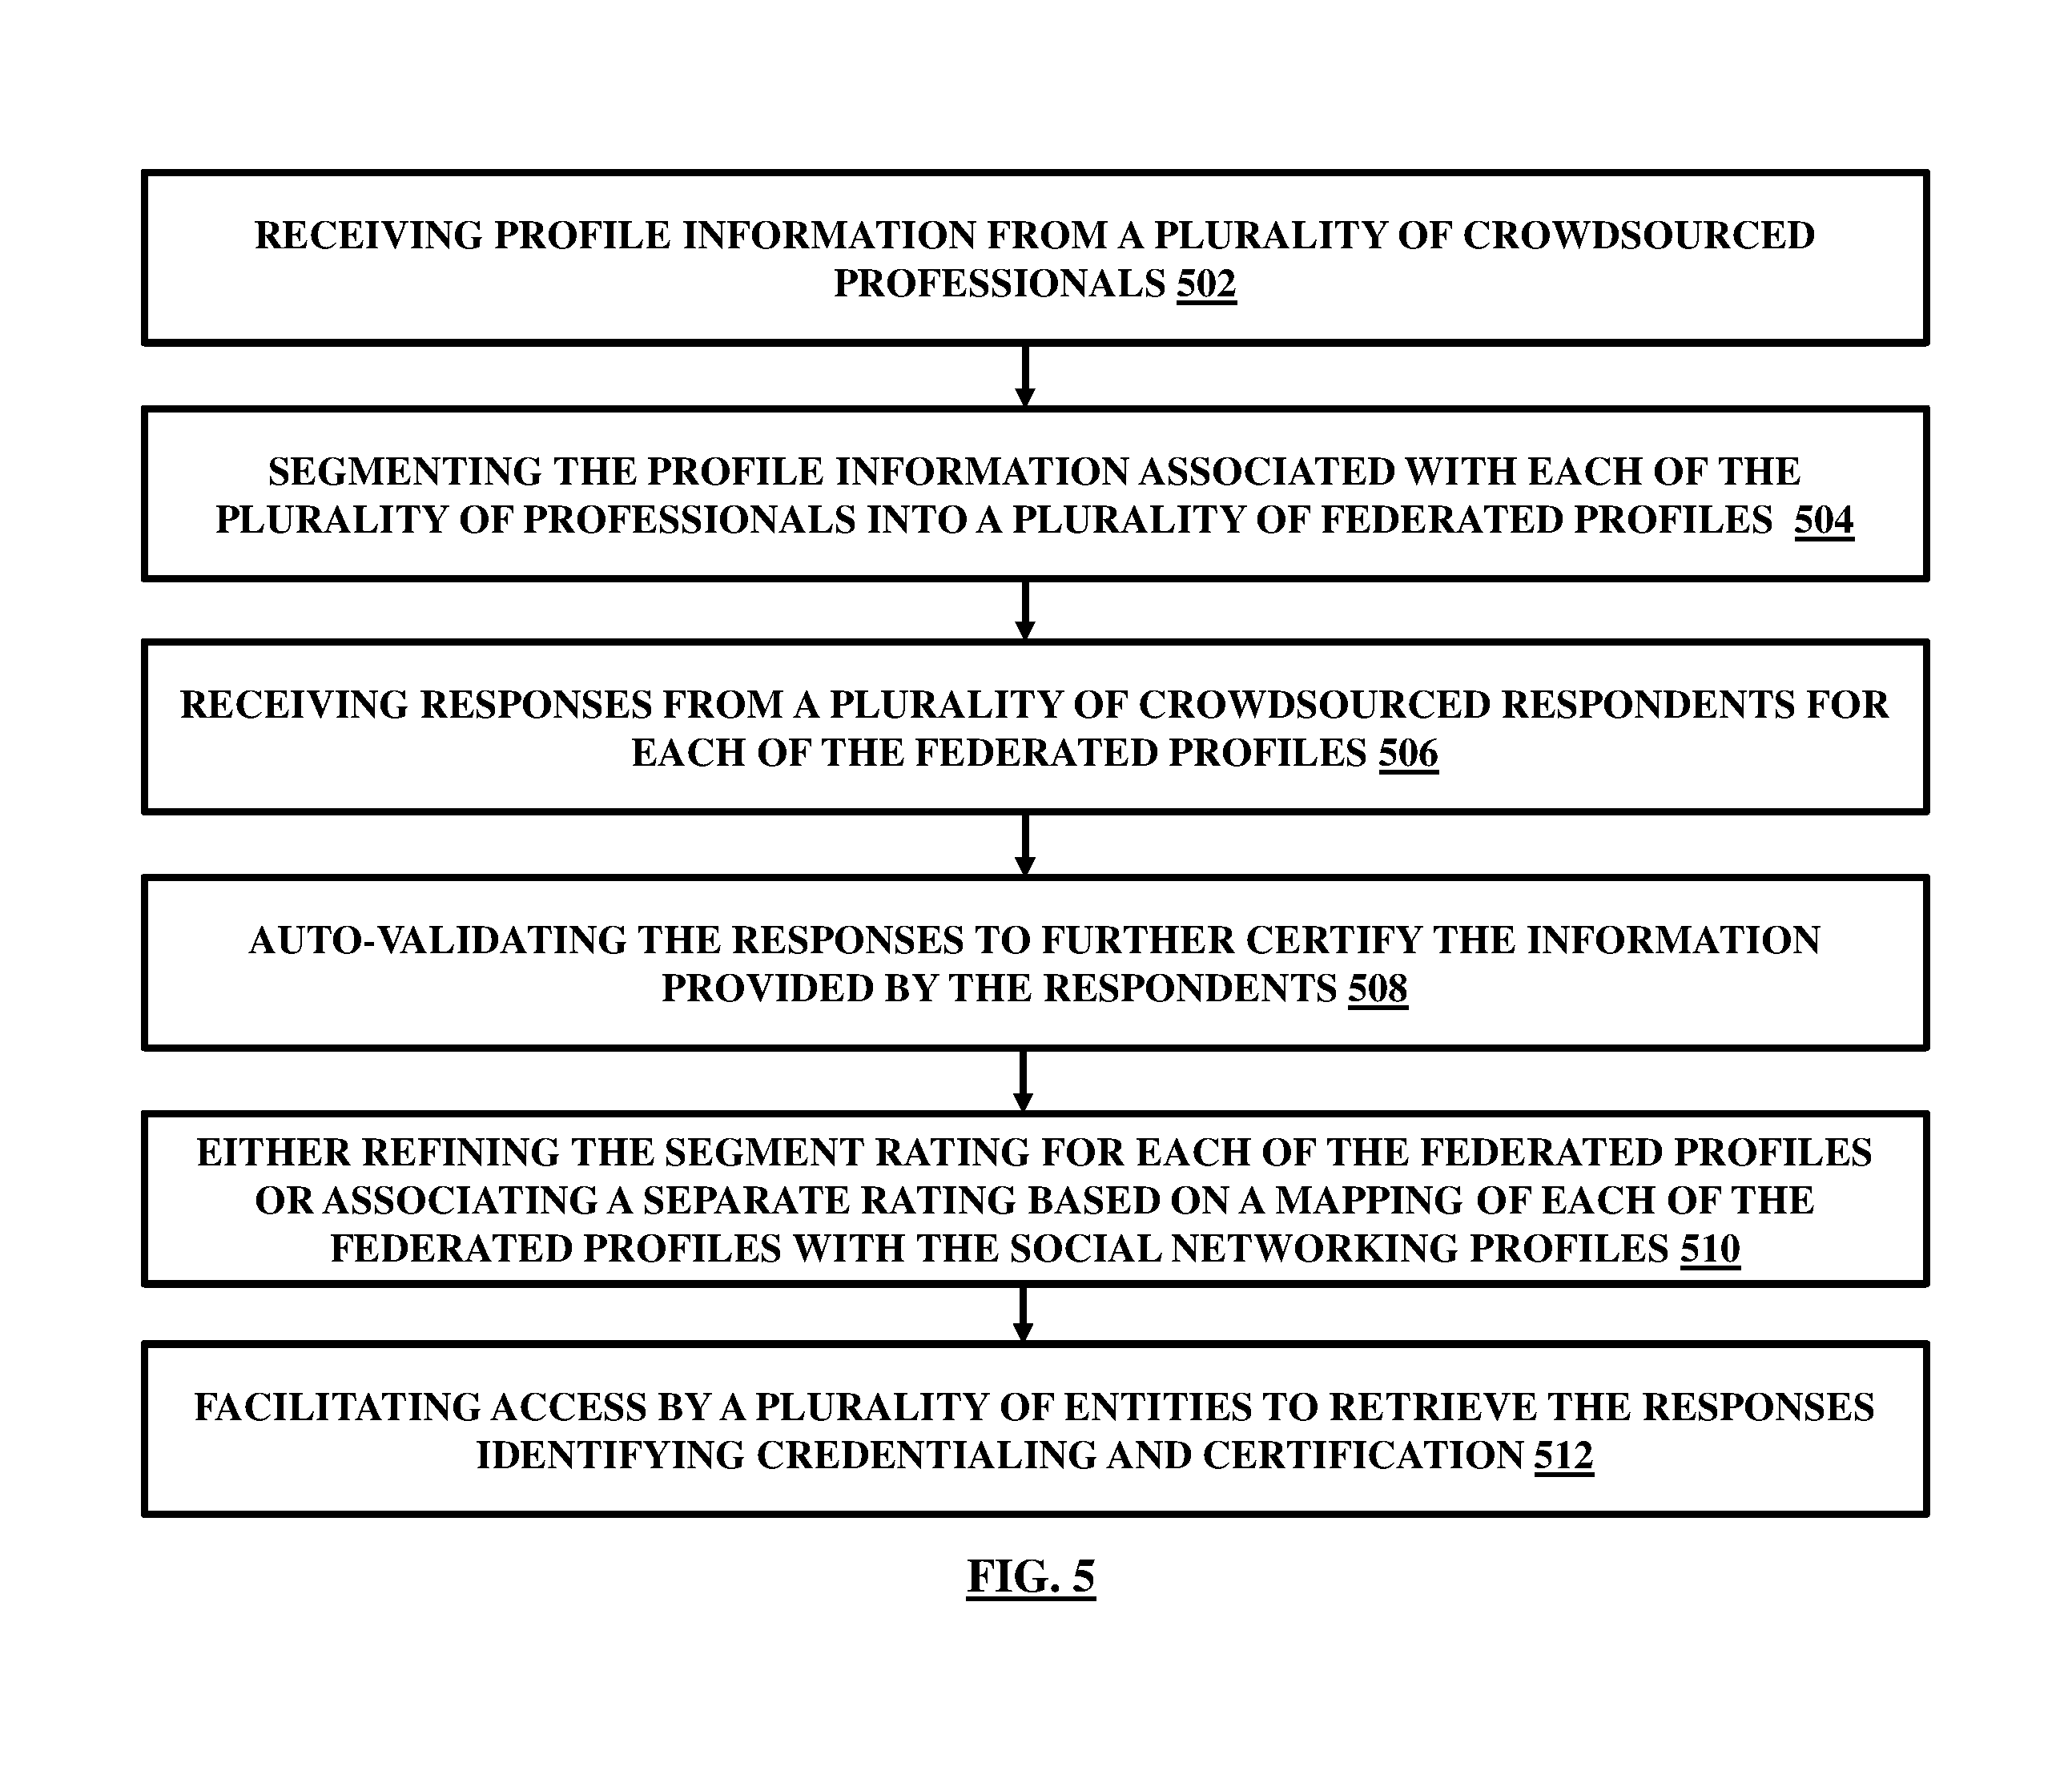 RECEIVING PROFILE INFORMATION FROM A PLURALITY OF CROWDSOURCED
PROFESSIONALS 502
SEGMENTING THE PROFILE INFORMATION ASSOCIATED WITH EACH OF THE
PLURALITY OF PROFESSIONALS INTO A PLURALITY OF FEDERATED PROFILES 504
RECEIVING RESPONSES FROM A PLURALITY OF CROWDSOURCED RESPONDENTS FOR
EACH OF THE FEDERATED PROFILES 506
AUTO-VALIDATING THE RESPONSES TO FURTHER CERTIFY THE INFORMATION
PROVIDED BY THE RESPONDENTS 508
EITHER REFINING THE SEGMENT RATING FOR EACH OF THE FEDERATED PROFILES
OR ASSOCIATING A SEPARATE RATING BASED ON A MAPPING OF EACH OF THE
FEDERATED PROFILES WITH THE SOCIAL NETWORKING PROFILES 510
FACILITATING ACCESS BY A PLURALITY OF ENTITIES TO RETRIEVE THE RESPONSES
IDENTIFYING CREDENTIALING AND CERTIFICATION 512
FIG. 5